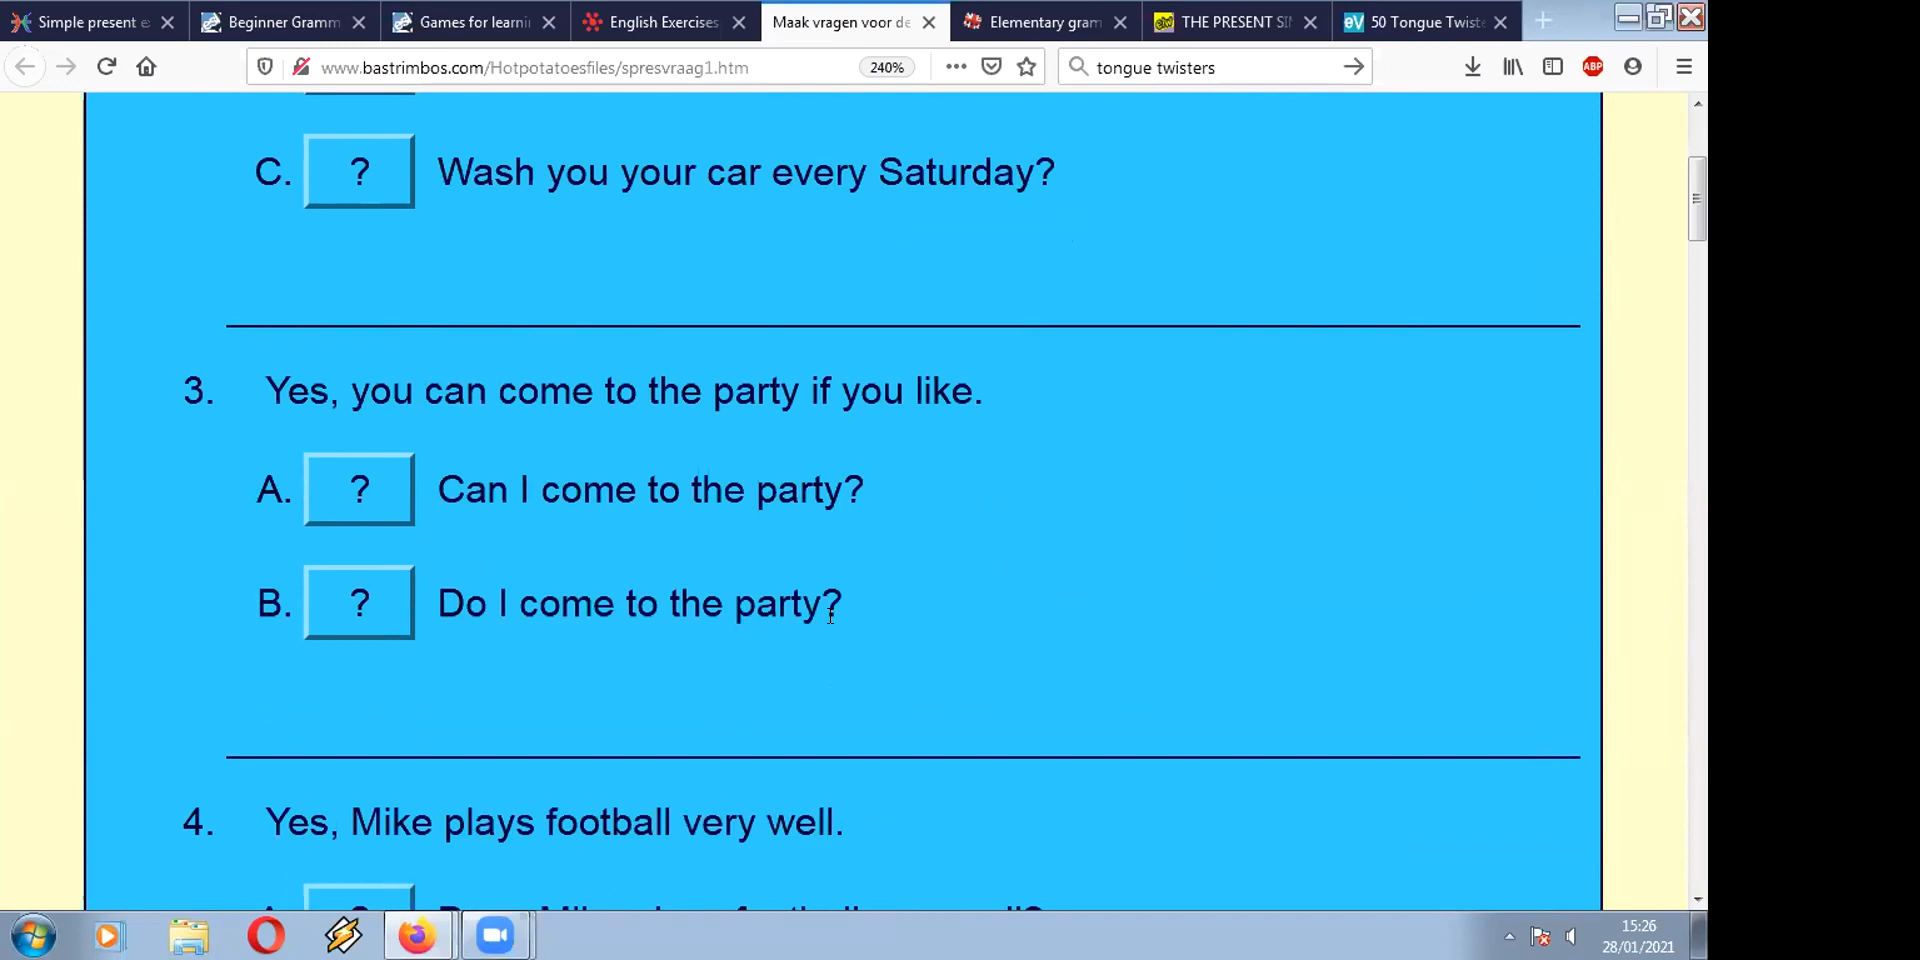 Simple present e
Beginner Gramm
Games for learni
English Exercises
Maak vragen voor de
Elementary gram
THE PRESENT SI
eV 50 Tongue Twist
www.bastrimbos.com/Hotpotatoesfiles/spresvraag1.htm
240%
tongue twisters
ABP
C. ? Wash you your car every Saturday?
3. Yes, you can come to the party if you like.
A. ? Can I come to the party?
B. ? Do I come to the party?
4. Yes, Mike plays football very well.
15:26
28/01/2021